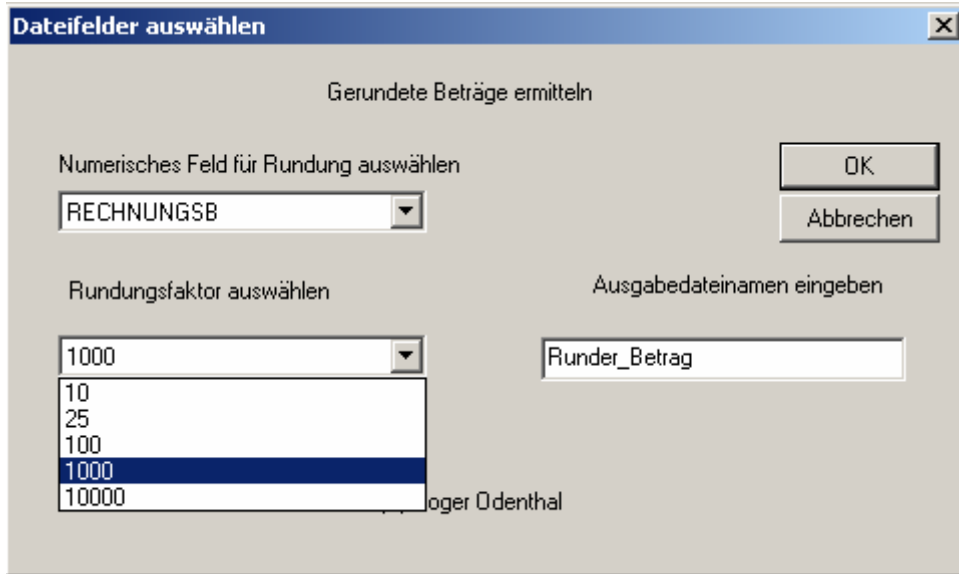 Dateifelder auswählen
Gerundete Beträge ermitteln
Numerisches Feld für Rundung auswählen
OK
RECHNUNGSB
Abbrechen
Rundungsfaktor auswählen
Ausgabedateinamen eingeben
1000
Runder_Betrag
10
25
100
1000
10000
oger Odenthal